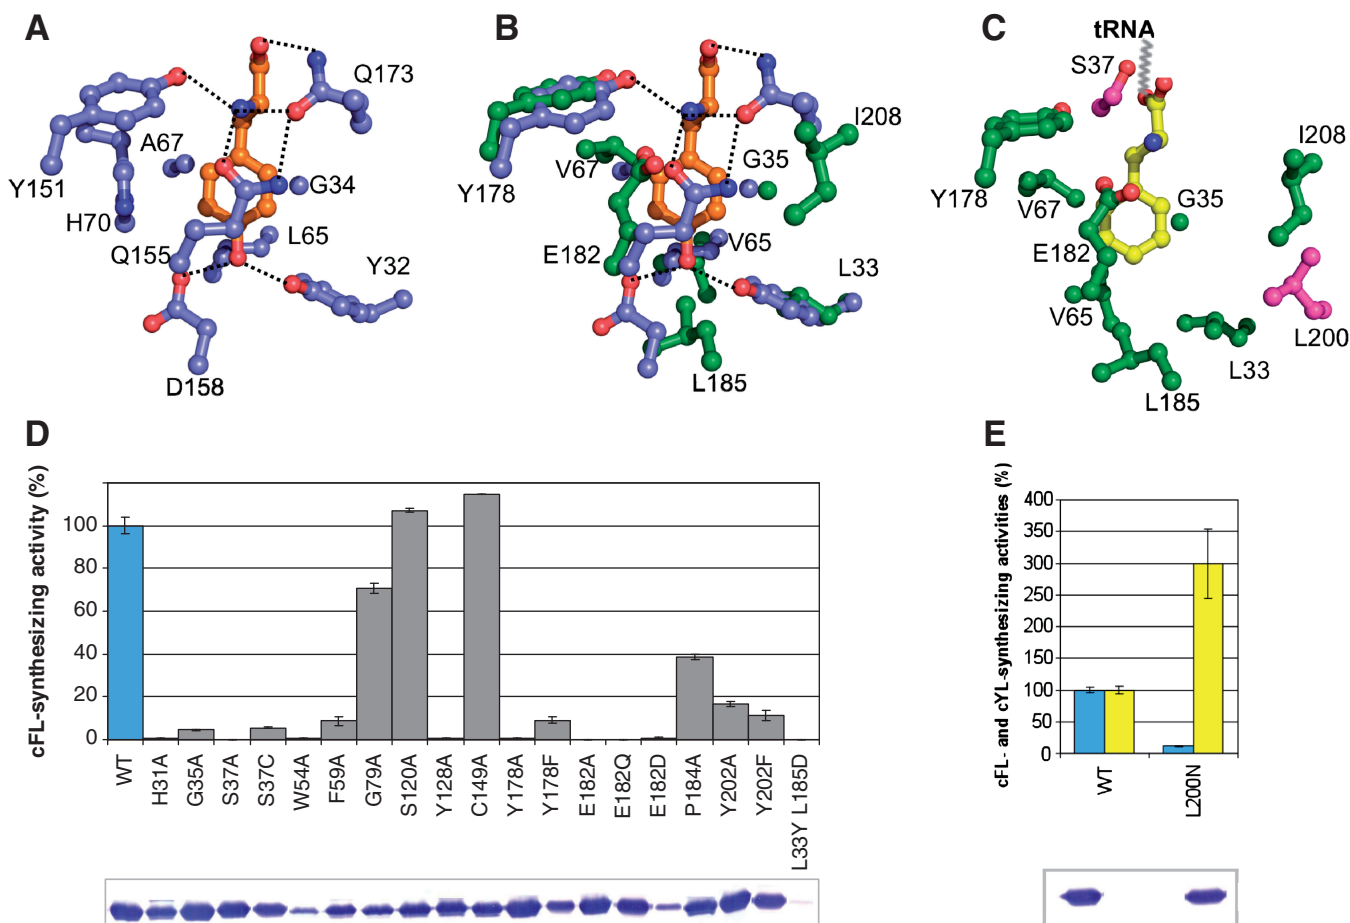 A
Q173
A67
Y151
G34
H70
L65
Q155
Y32
D158
B
I208
G35
V67
Y178
E182
V65
L33
L185
C
tRNA
S37
I208
Y178
V67
G35
E182
V65
L200
L33
L185
D
cFL-synthesizing activity (%)
100
80
60
40
20
0
WT
H31A
G35A
S37A
S37C
W54A
F59A
G79A
S120A
Y128A
C149A
Y178A
Y178F
E182A
E182Q
E182D
P184A
Y202A
Y202F
L33Y L185D
E
cFL- and cYL-synthesizing activities (%)
400
350
300
250
200
150
100
50
0
WT
L200N